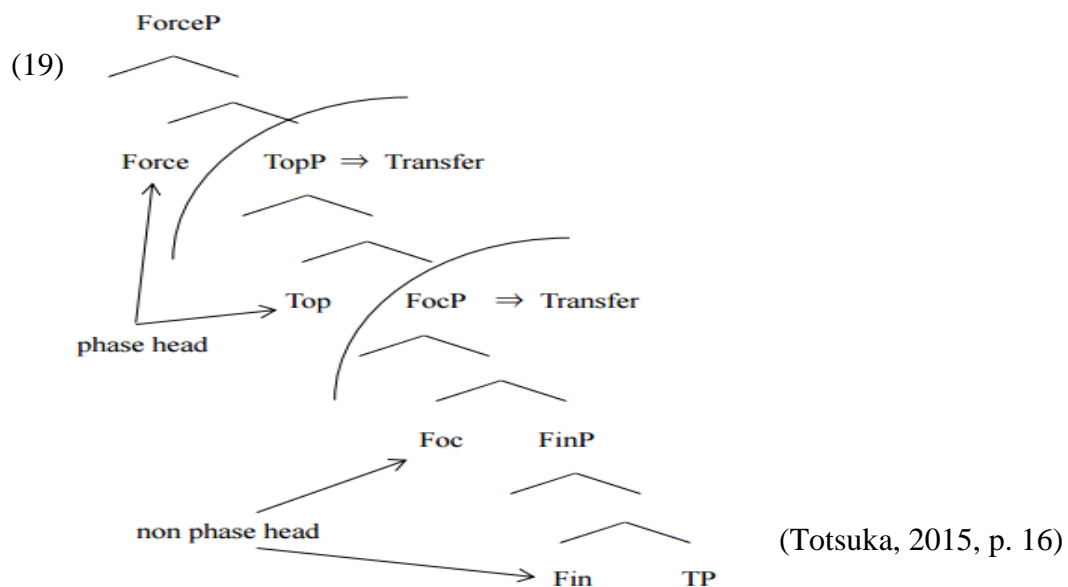 ForceP
(19)
Force TopP ⇒ Transfer
Top FocP ⇒ Transfer
phase head
Foc FinP
non phase head
(Totsuka, 2015, p. 16)
Fin TP